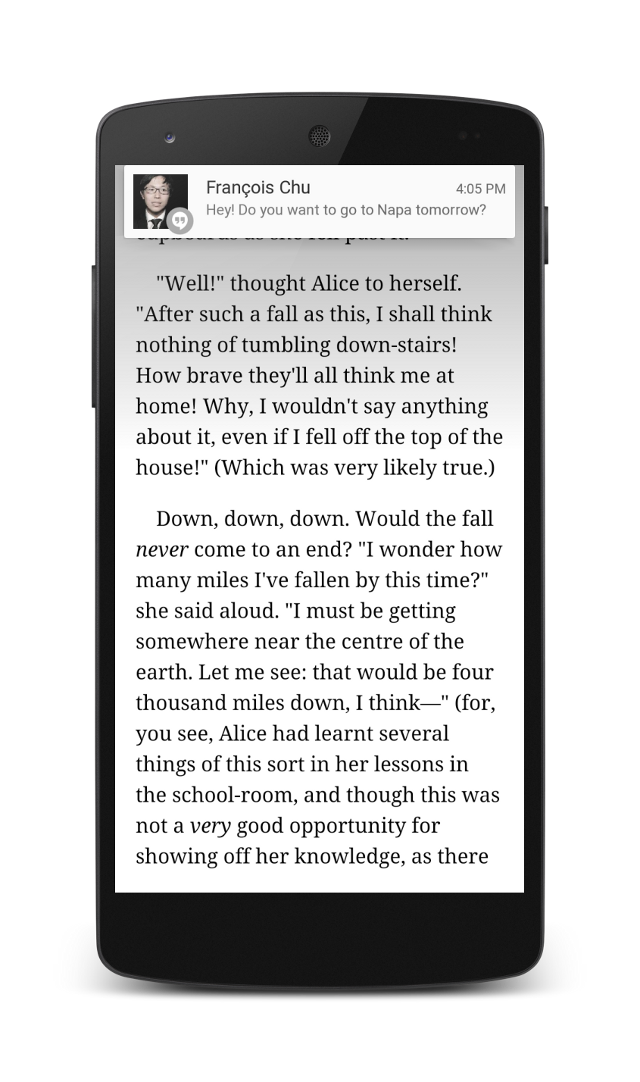 François Chu
4:05 PM
Hey! Do you want to go to Napa tomorrow?
cupboards as she fell past it.
"Well!" thought Alice to herself.
"After such a fall as this, I shall think
nothing of tumbling down-stairs!
How brave they'll all think me at
home! Why, I wouldn't say anything
about it, even if I fell off the top of the
house!" (Which was very likely true.)
Down, down, down. Would the fall
never come to an end? "I wonder how
many miles I've fallen by this time?"
she said aloud. "I must be getting
somewhere near the centre of the
earth. Let me see: that would be four
thousand miles down, I think—" (for,
you see, Alice had learnt several
things of this sort in her lessons in
the school-room, and though this was
not a very good opportunity for
showing off her knowledge, as there